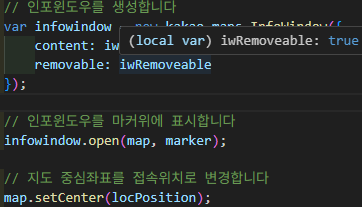 // 인포윈도우를 생성합니다
var infowindow = new kakao.maps.InfoWindow({
(local var) iwRemoveable: true
content: iw
removable: iwRemoveable
});
// 인포윈도우를 마커위에 표시합니다
infowindow.open(map, marker);
// 지도 중심좌표를 접속위치로 변경합니다
map.setCenter(locPosition);